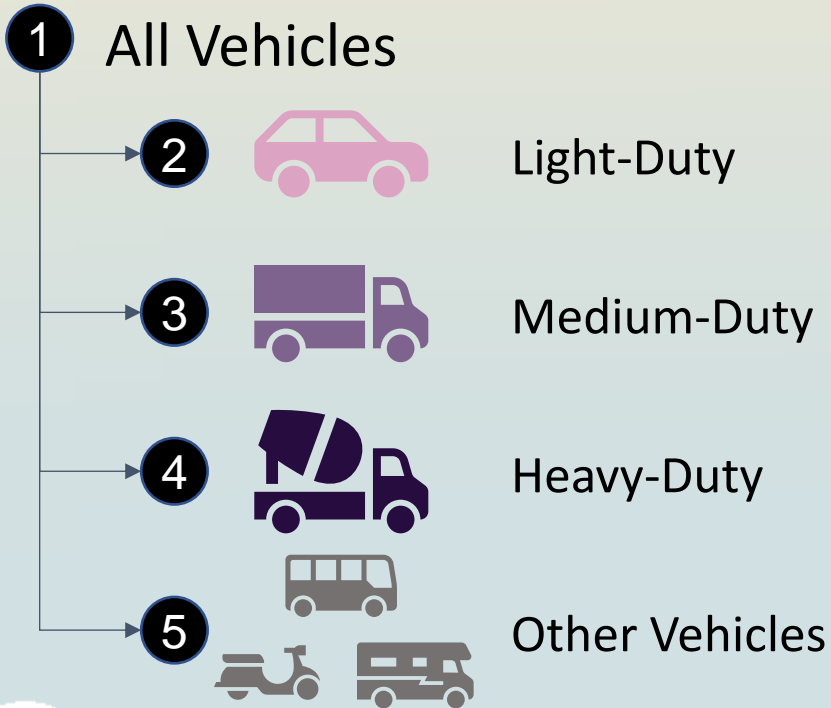 1 All Vehicles
2 Light-Duty
3 Medium-Duty
4 Heavy-Duty
5 Other Vehicles